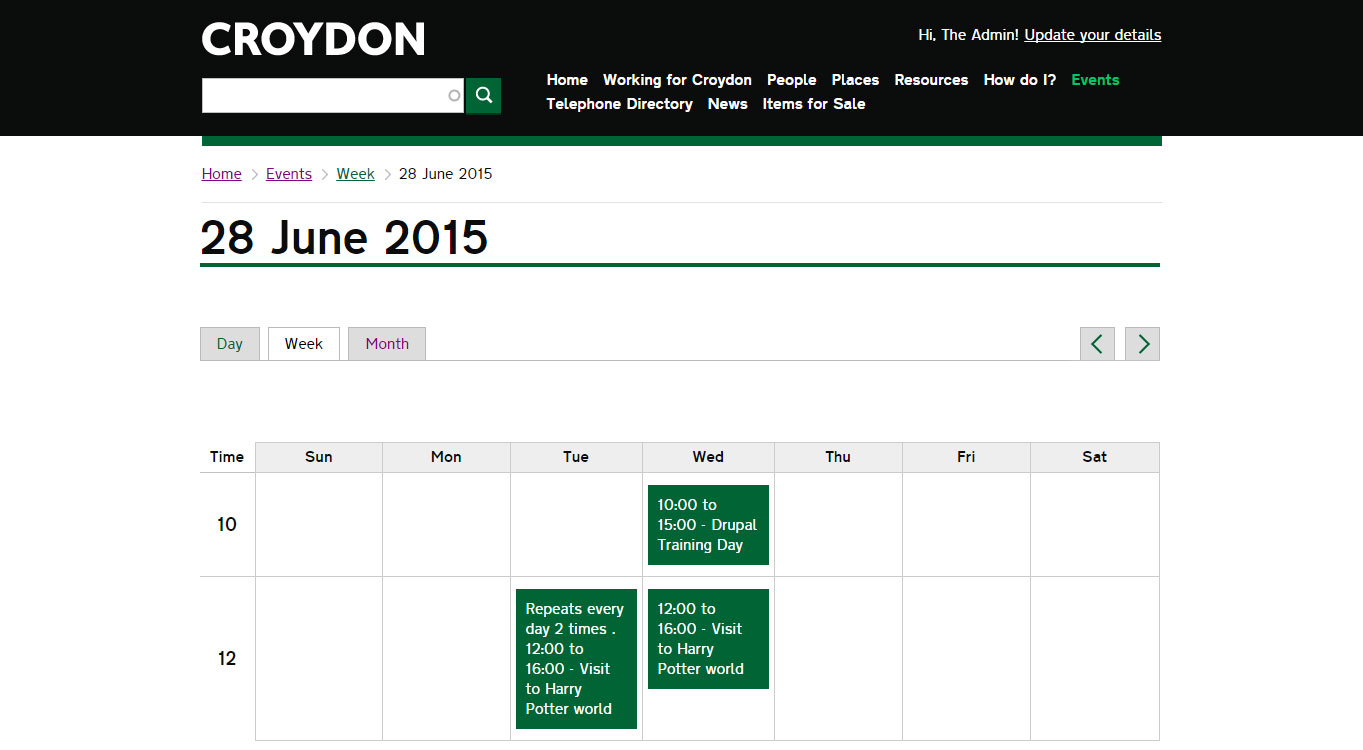 CROYDON
Hi, The Admin! Update your details
Home Working for Croydon People Places Resources How do I? Events
Telephone Directory News Items for Sale
Home > Events > Week > 28 June 2015
28 June 2015
Day Week Month
Time Sun Mon Tue Wed Thu Fri Sat
10
10:00 to
15:00 - Drupal
Training Day
12
Repeats every
day 2 times .
12:00 to
16:00 - Visit
to Harry
Potter world
12:00 to
16:00 - Visit
to Harry
Potter world